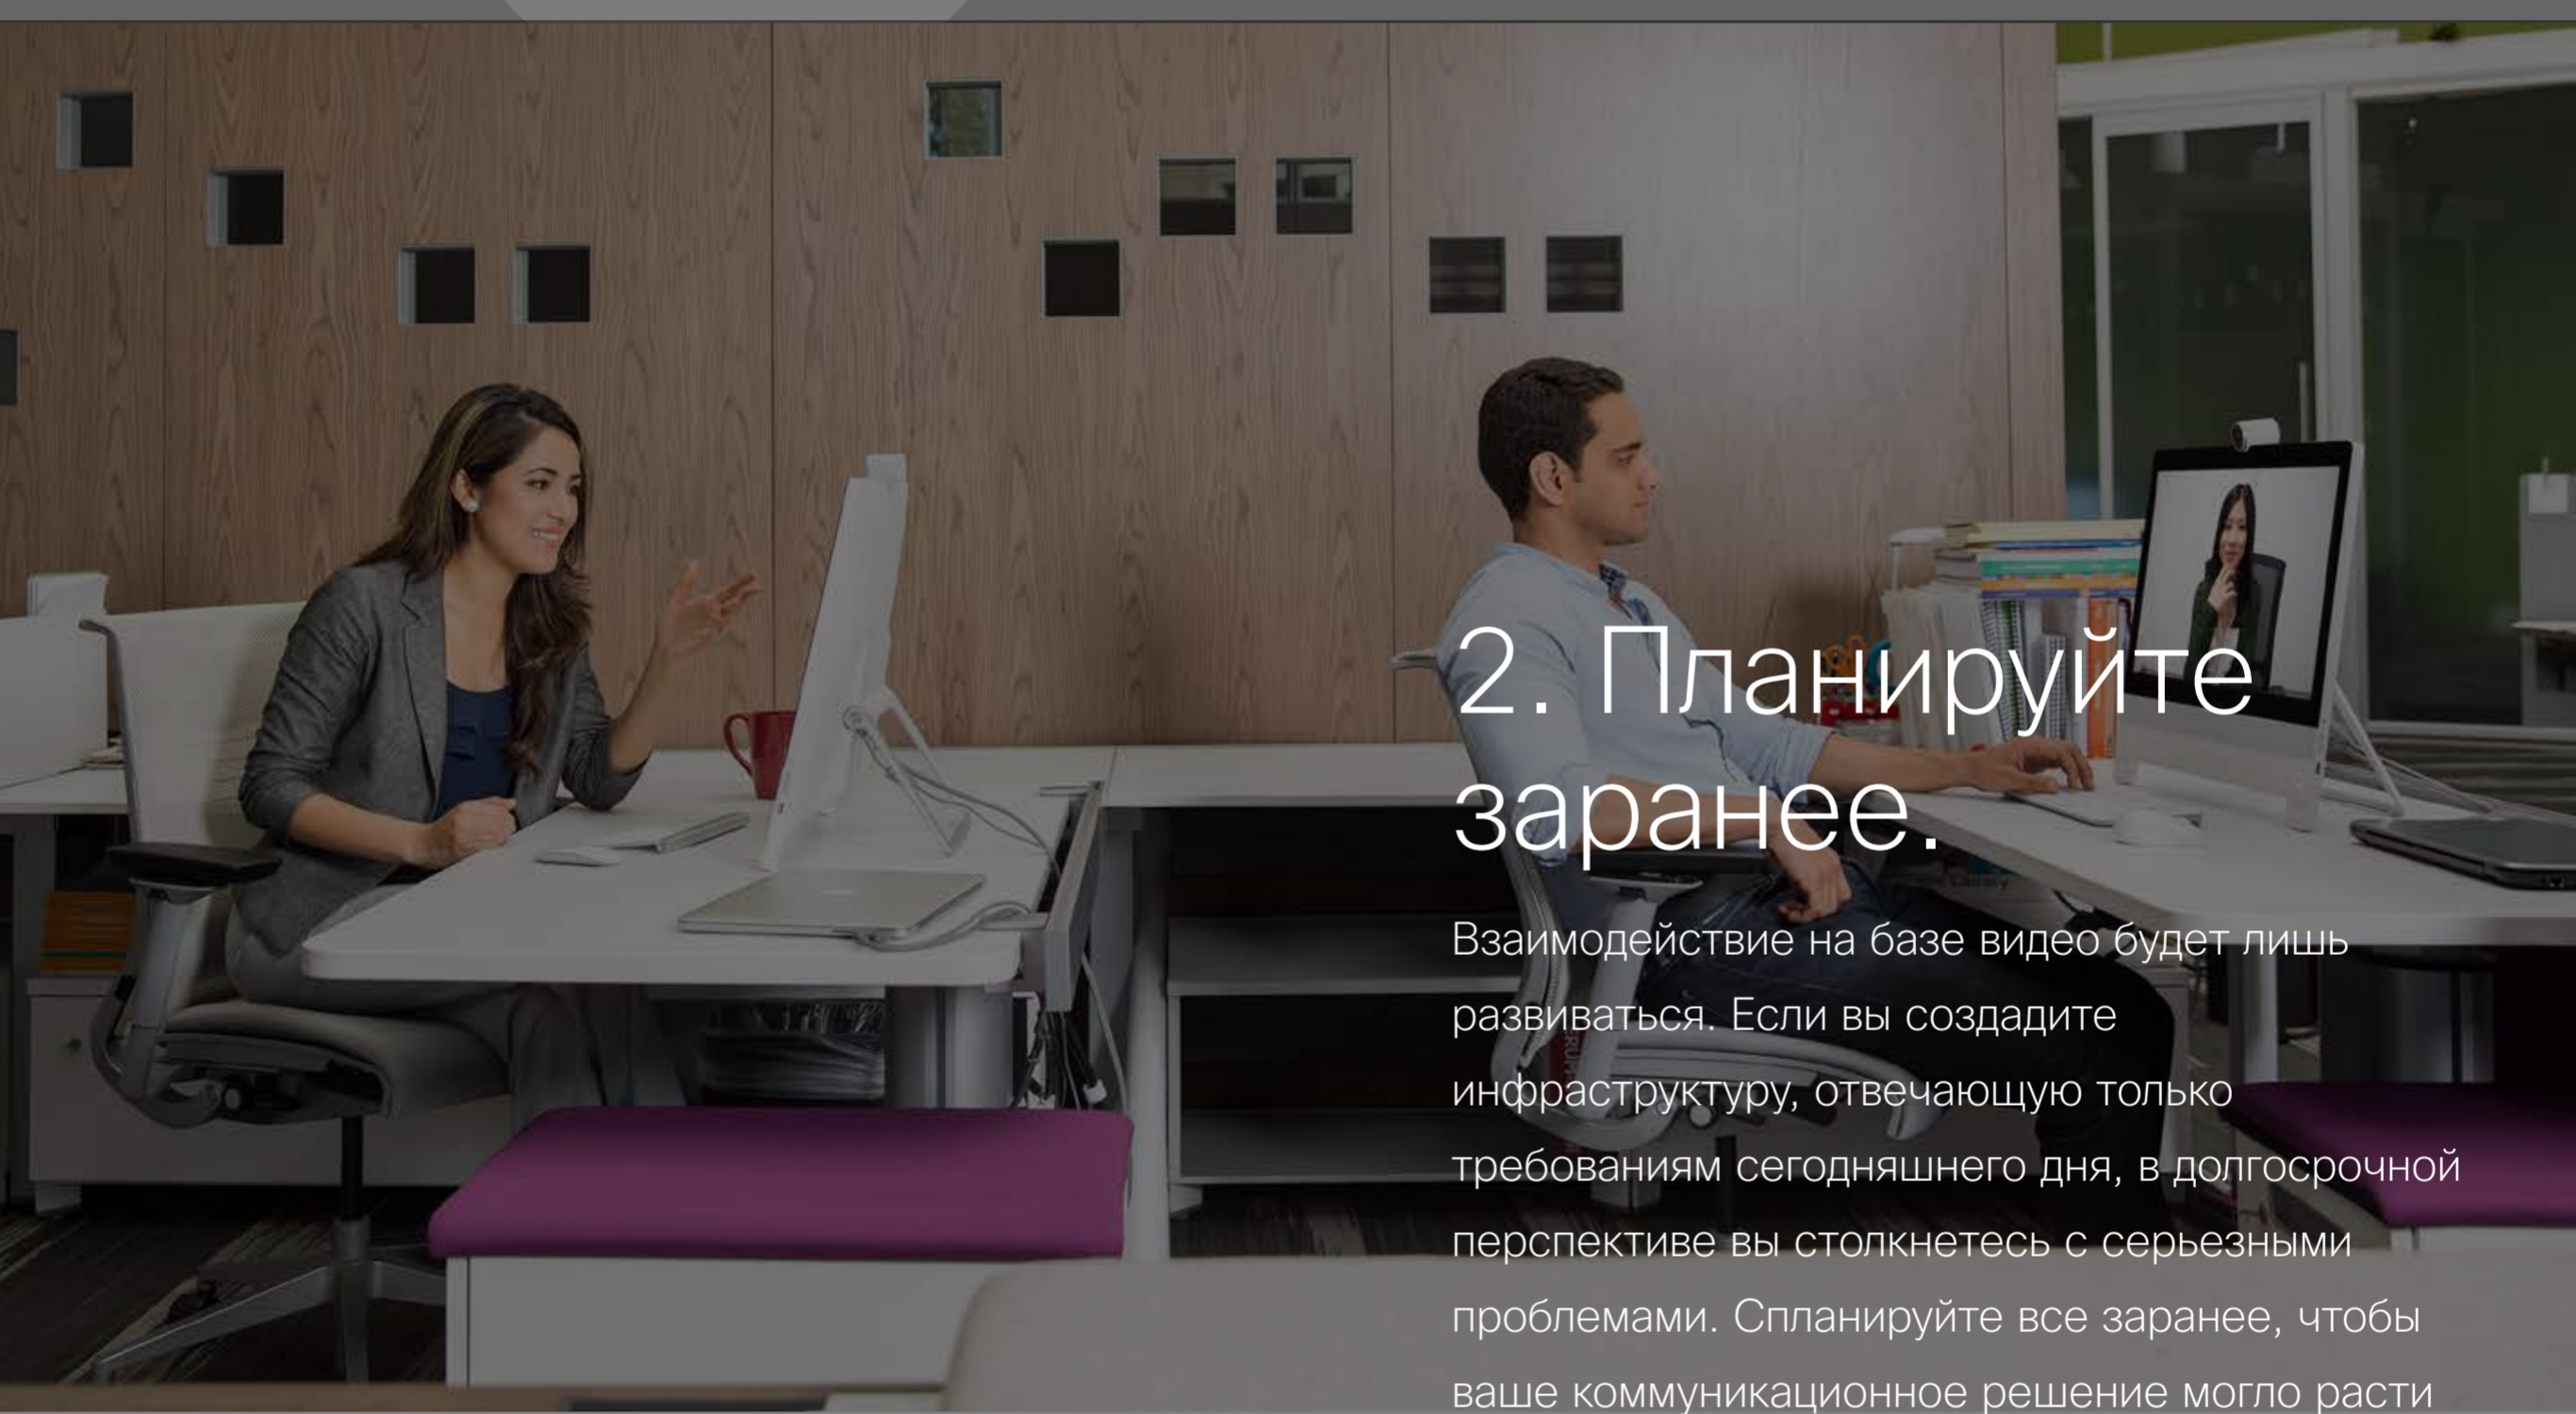 2. Планируйте
заранее.
Взаимодействие на базе видео будет лишь
развиваться. Если вы создадите
инфраструктуру, отвечающую только
требованиям сегодняшнего дня, в долгосрочной
перспективе вы столкнетесь с серьезными
проблемами. Спланируйте все заранее, чтобы
ваше коммуникационное решение могло расти